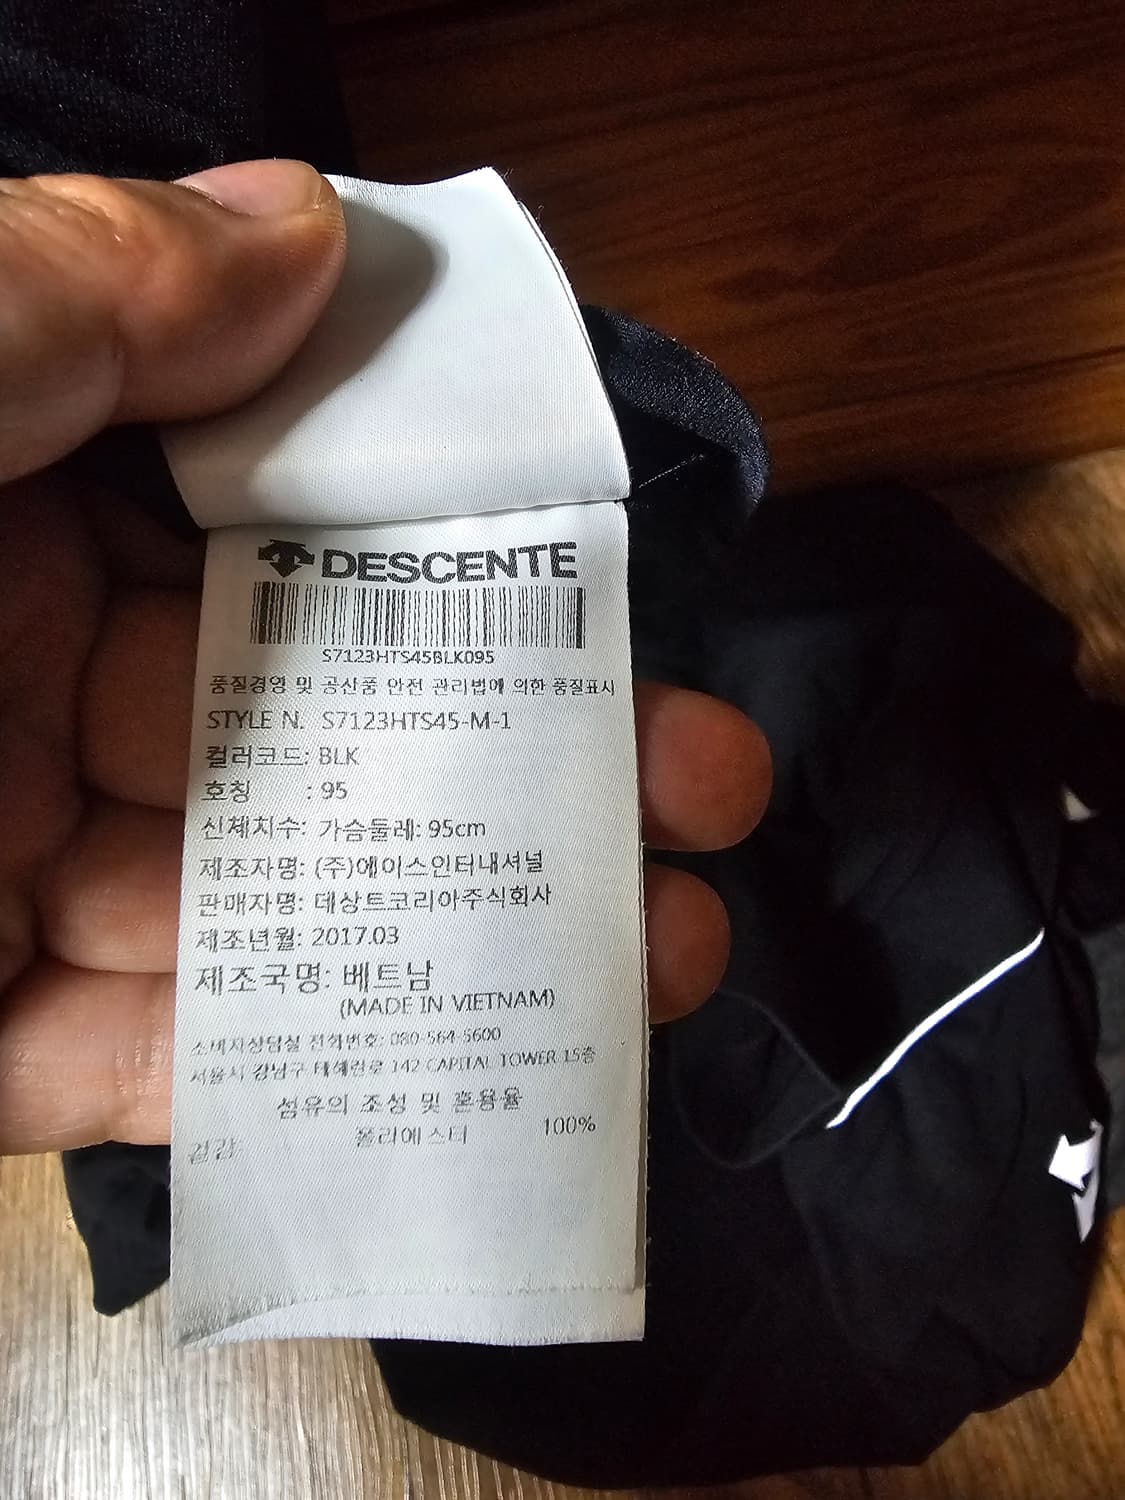 DESCENTE
S7123HTS45BLK095
품질경영 및 공산품 안전 관리법에 의한 품질표시
STYLE N. S7123HTS45-M-1
컬러코드: BLK
호칭 : 95
신체치수: 가슴둘레: 95cm
제조자명: (주)에이스인터내셔널
판매자명: 데상트코리아주식회사
제조년월: 2017.03
제조국명: 베트남
(MADE IN VIETNAM)
소비자상담실 전화번호: 080-564-5600
서울시 강남구 테헤란로 142 CAPITAL TOWER 15층
섬유의 조성 및 혼용율
겉감: 폴리에스터 100%